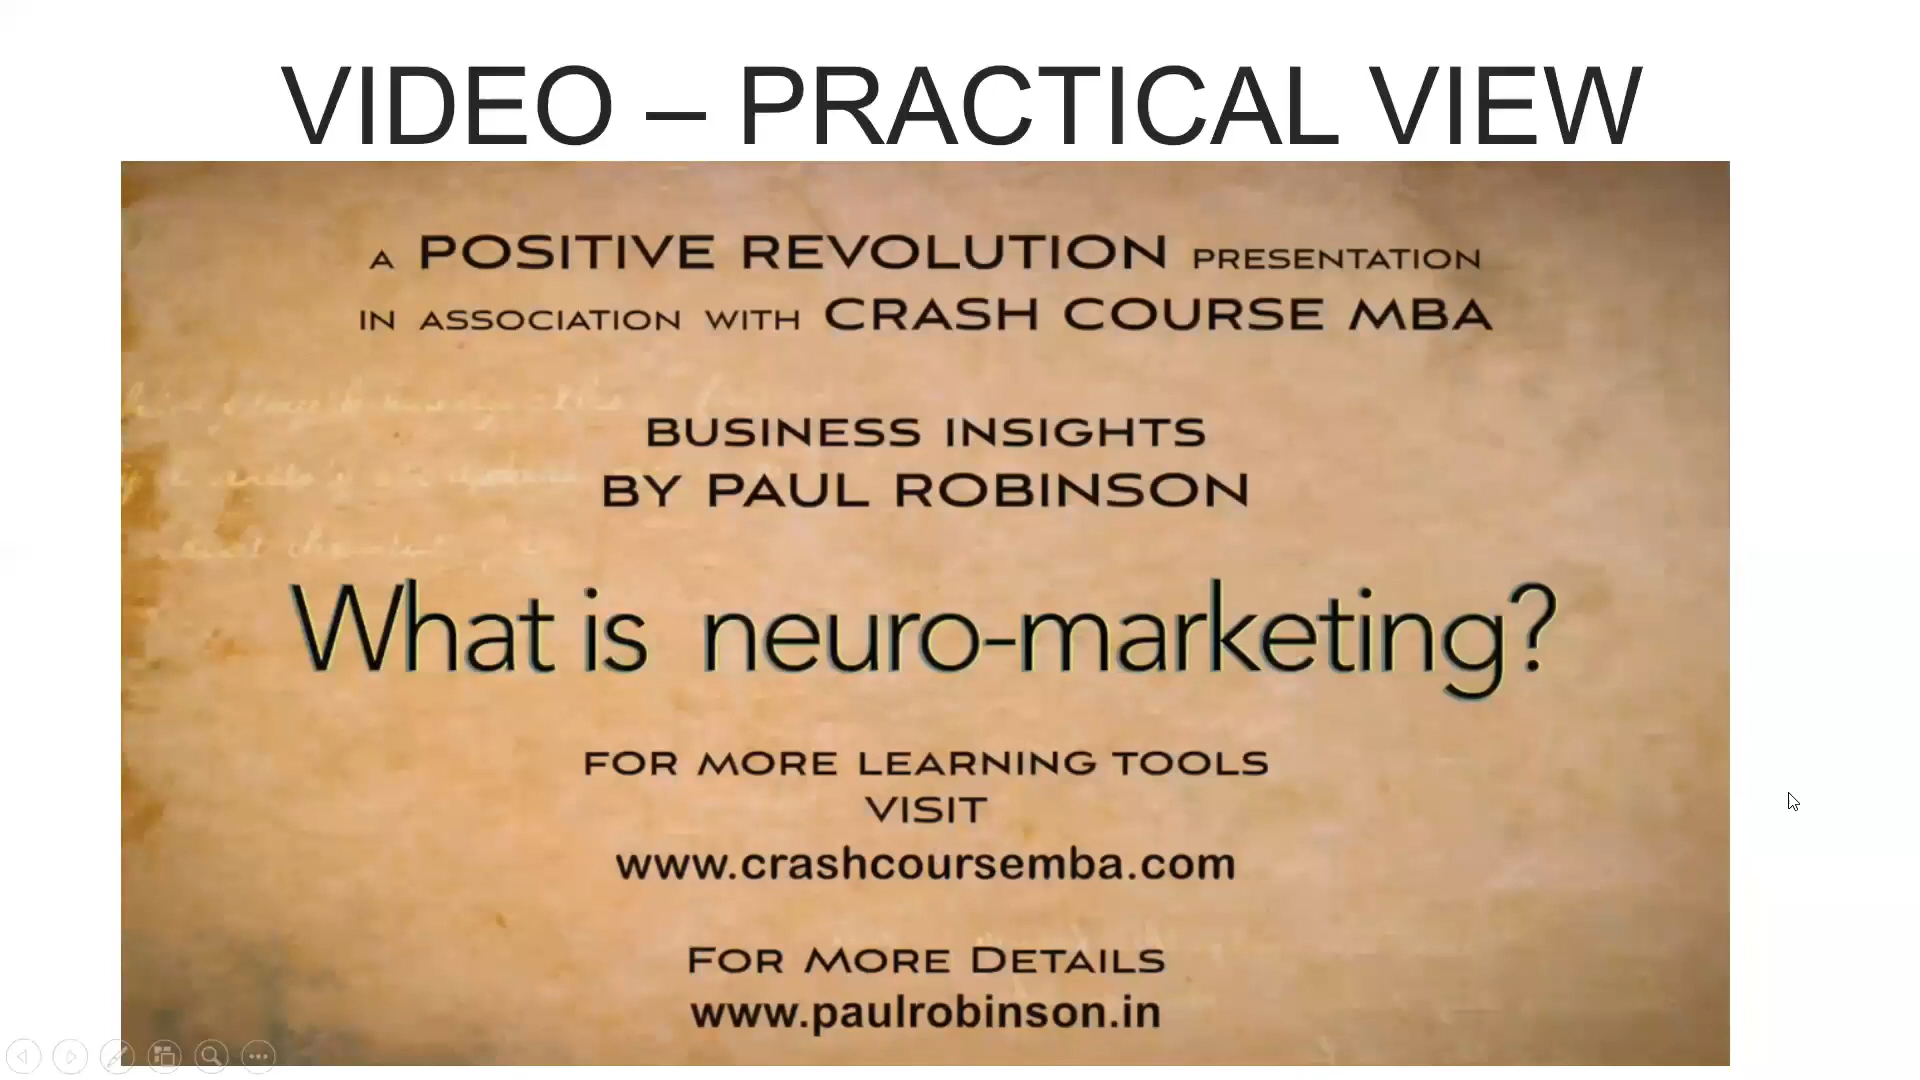 VIDEO – PRACTICAL VIEW
A POSITIVE REVOLUTION PRESENTATION
IN ASSOCIATION WITH CRASH COURSE MBA
BUSINESS INSIGHTS
BY PAUL ROBINSON
What is neuro-marketing?
FOR MORE LEARNING TOOLS
VISIT
www.crashcoursemba.com
FOR MORE DETAILS
www.paulrobinson.in